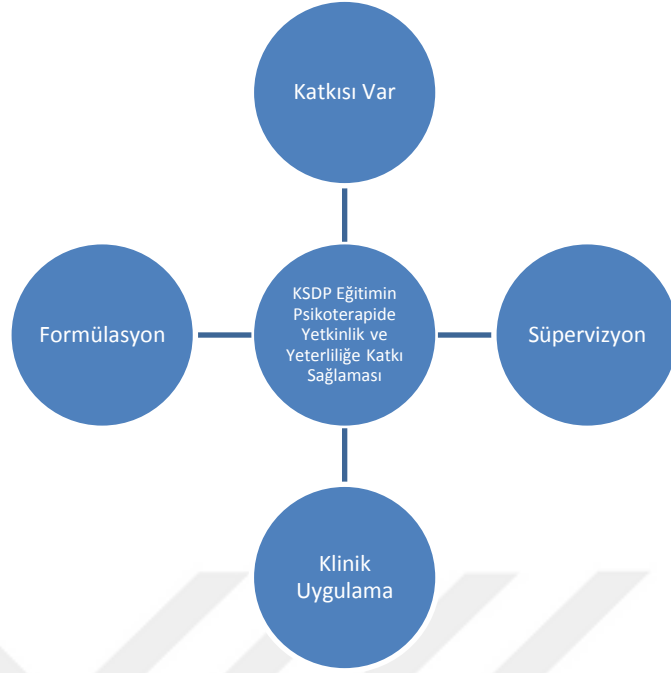 Katkısı Var
Formülasyon
KSDP Eğitimin
Psikoterapide
Yetkinlik ve
Yeterliliğe Katkı
Sağlaması
Süpervizyon
Klinik
Uygulama